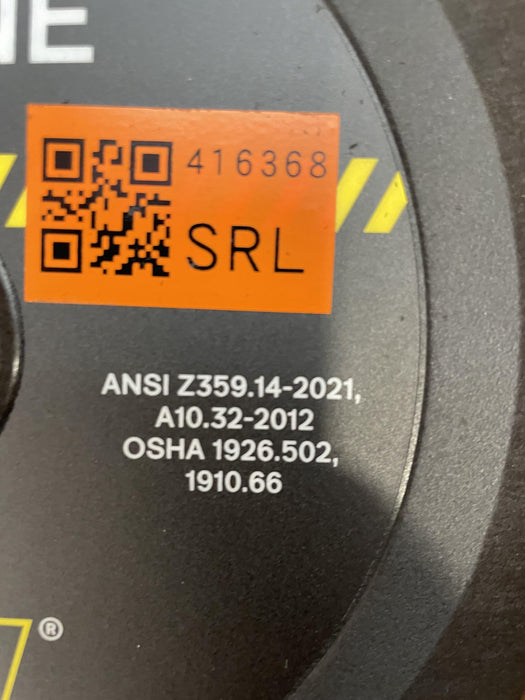 416368
SRL
ANSI Z359.14-2021,
A10.32-2012
OSHA 1926.502,
1910.66
®